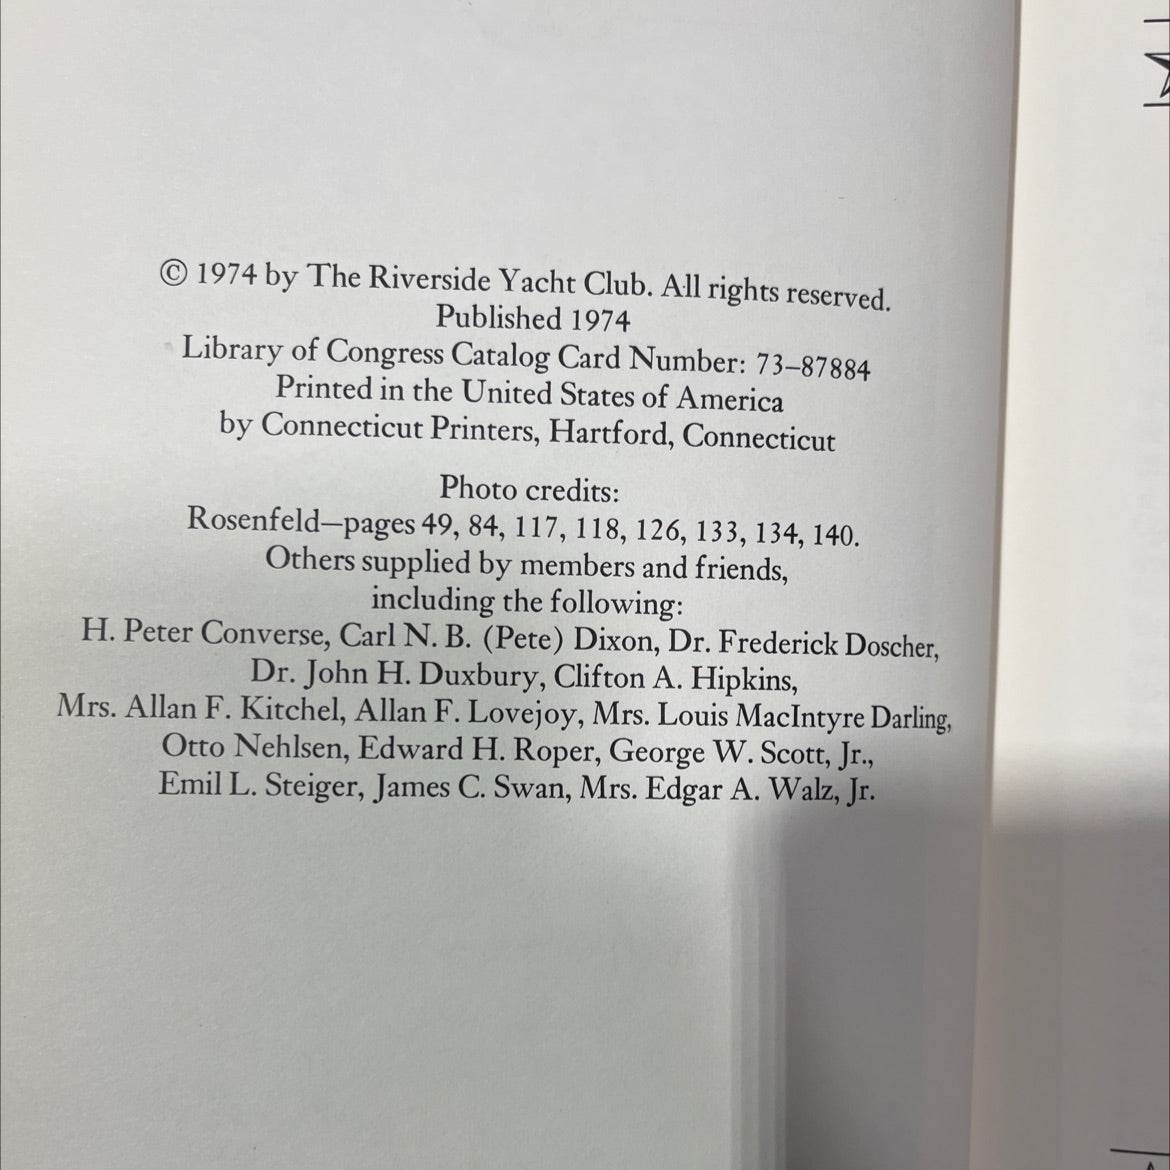 © 1974 by The Riverside Yacht Club. All rights reserved.
Published 1974
Library of Congress Catalog Card Number: 73–87884
Printed in the United States of America
by Connecticut Printers, Hartford, Connecticut
Photo credits:
Rosenfeld—pages 49, 84, 117, 118, 126, 133, 134, 140.
Others supplied by members and friends,
including the following:
H. Peter Converse, Carl N. B. (Pete) Dixon, Dr. Frederick Doscher,
Dr. John H. Duxbury, Clifton A. Hipkins,
Mrs. Allan F. Kitchel, Allan F. Lovejoy, Mrs. Louis MacIntyre Darling,
Otto Nehlsen, Edward H. Roper, George W. Scott, Jr.,
Emil L. Steiger, James C. Swan, Mrs. Edgar A. Walz, Jr.